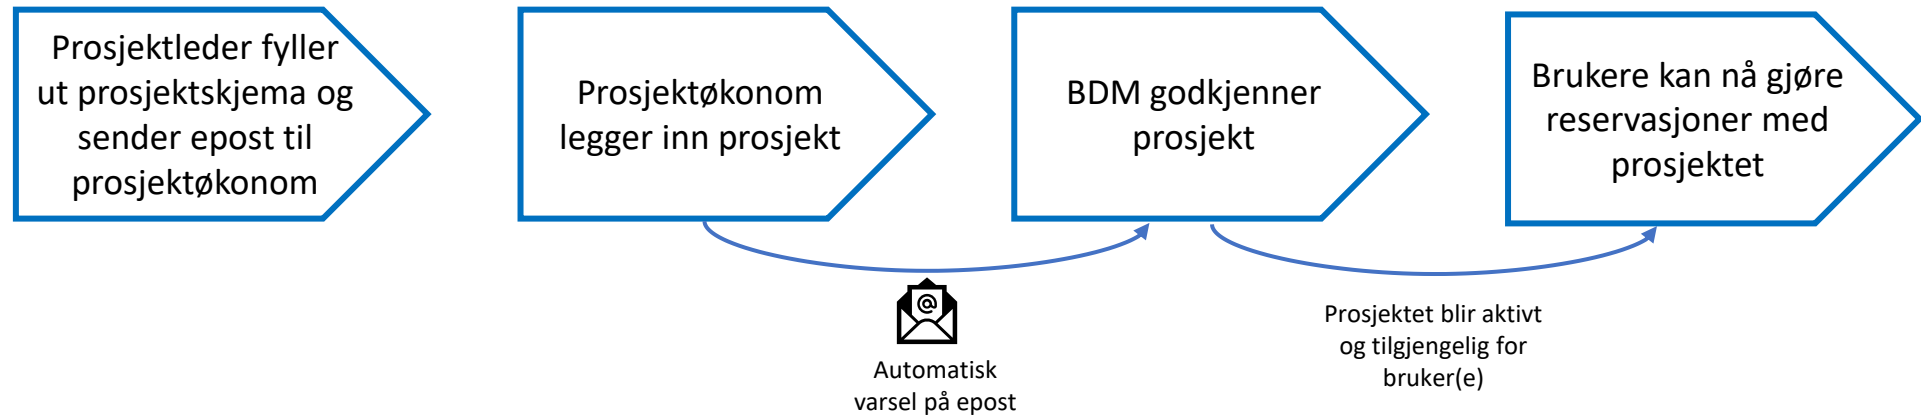 Prosjektleder fyller
ut prosjektskjema og
sender epost til
prosjektøkonom
Prosjektøkonom
legger inn prosjekt
BDM godkjenner
prosjekt
Brukere kan nå gjøre
reservasjoner med
prosjektet
@
Automatisk
varsel på epost
Prosjektet blir aktivt
og tilgjengelig for
bruker(e)